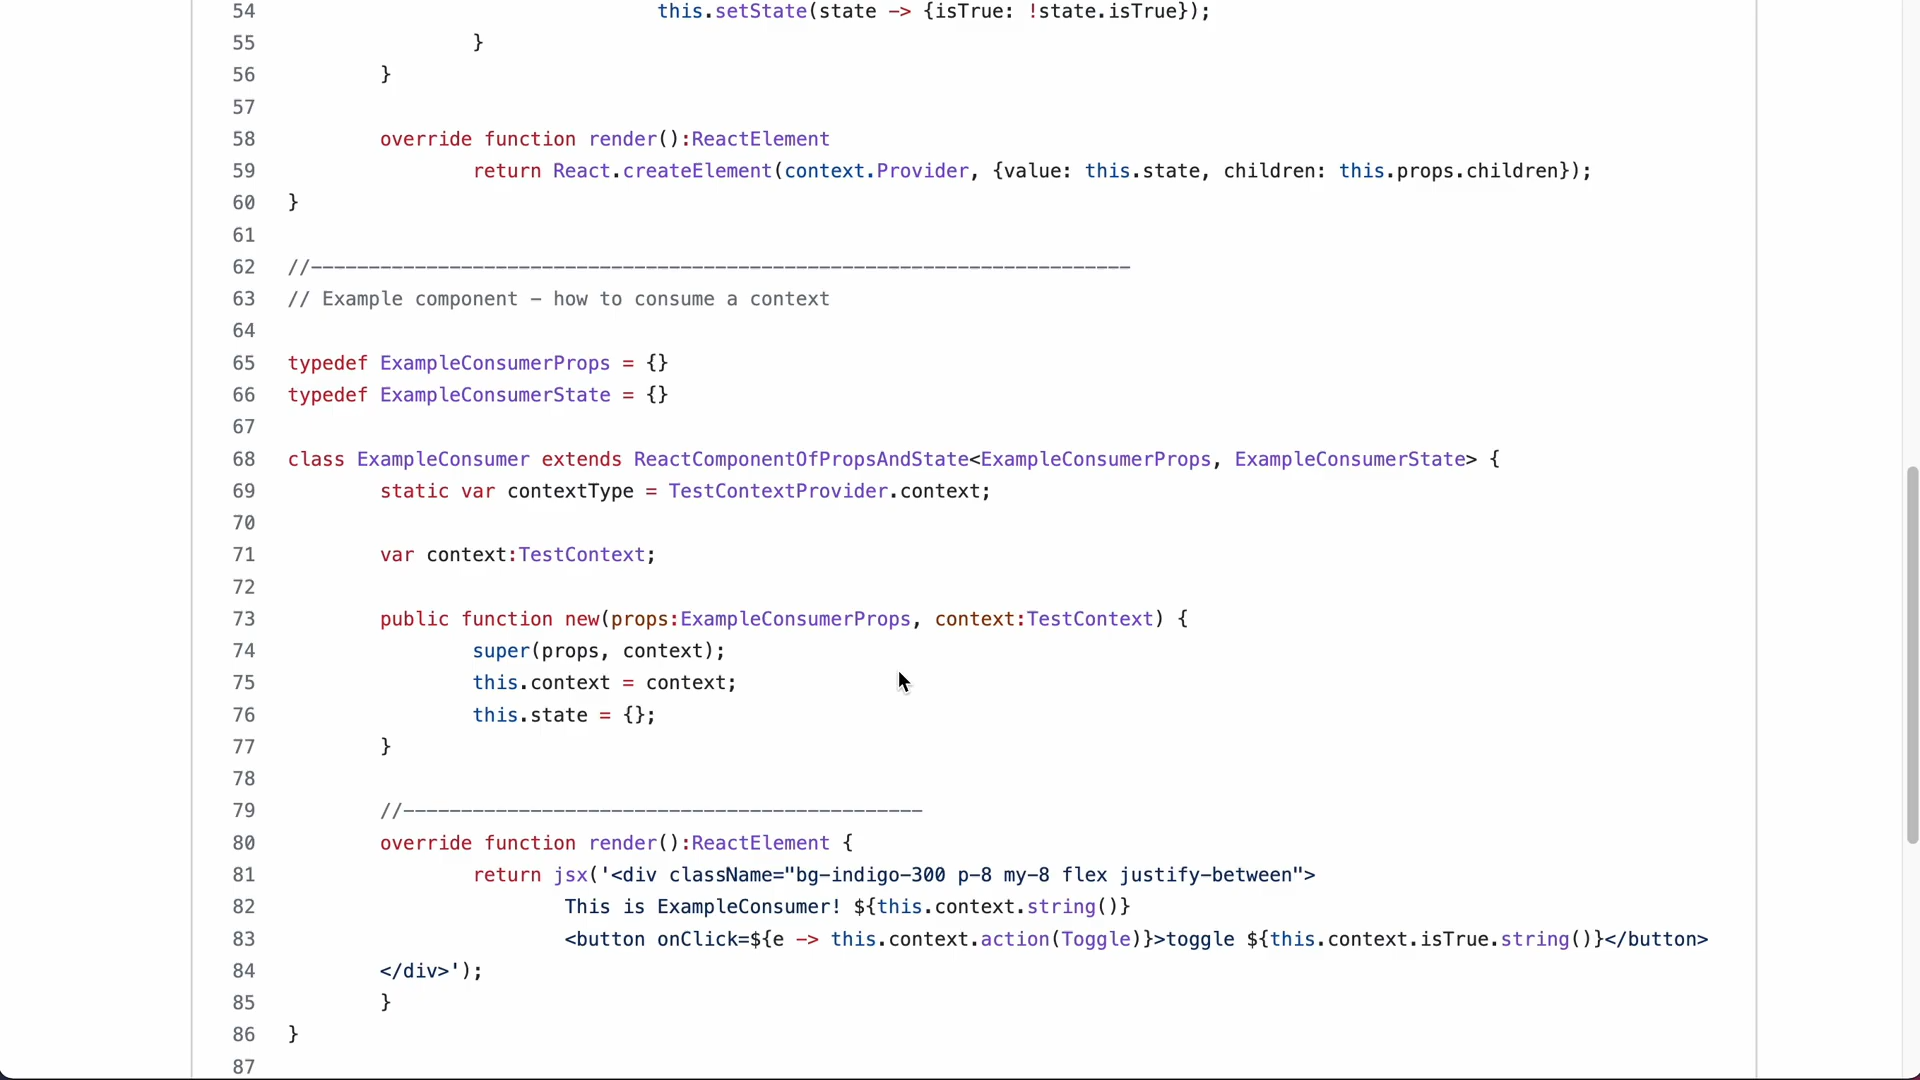 54 this.setState(state -> {isTrue: !state.isTrue});
55 }
56 }
57
58 override function render():ReactElement
59 return React.createElement(context.Provider, {value: this.state, children: this.props.children});
60 }
61
62 //-----------------------------------------------------------------------
63 // Example component - how to consume a context
64
65 typedef ExampleConsumerProps = {}
66 typedef ExampleConsumerState = {}
67
68 class ExampleConsumer extends ReactComponentOfPropsAndState<ExampleConsumerProps, ExampleConsumerState> {
69 static var contextType = TestContextProvider.context;
70
71 var context:TestContext;
72
73 public function new(props:ExampleConsumerProps, context:TestContext) {
74 super(props, context);
75 this.context = context;
76 this.state = {};
77 }
78
79 //---------------------------------------------
80 override function render():ReactElement {
81 return jsx('<div className="bg-indigo-300 p-8 my-8 flex justify-between">
82 This is ExampleConsumer! ${this.context.string()}
83 <button onClick=${e -> this.context.action(Toggle)}>toggle ${this.context.isTrue.string()}</button>
84 </div>');
85 }
86 }
87